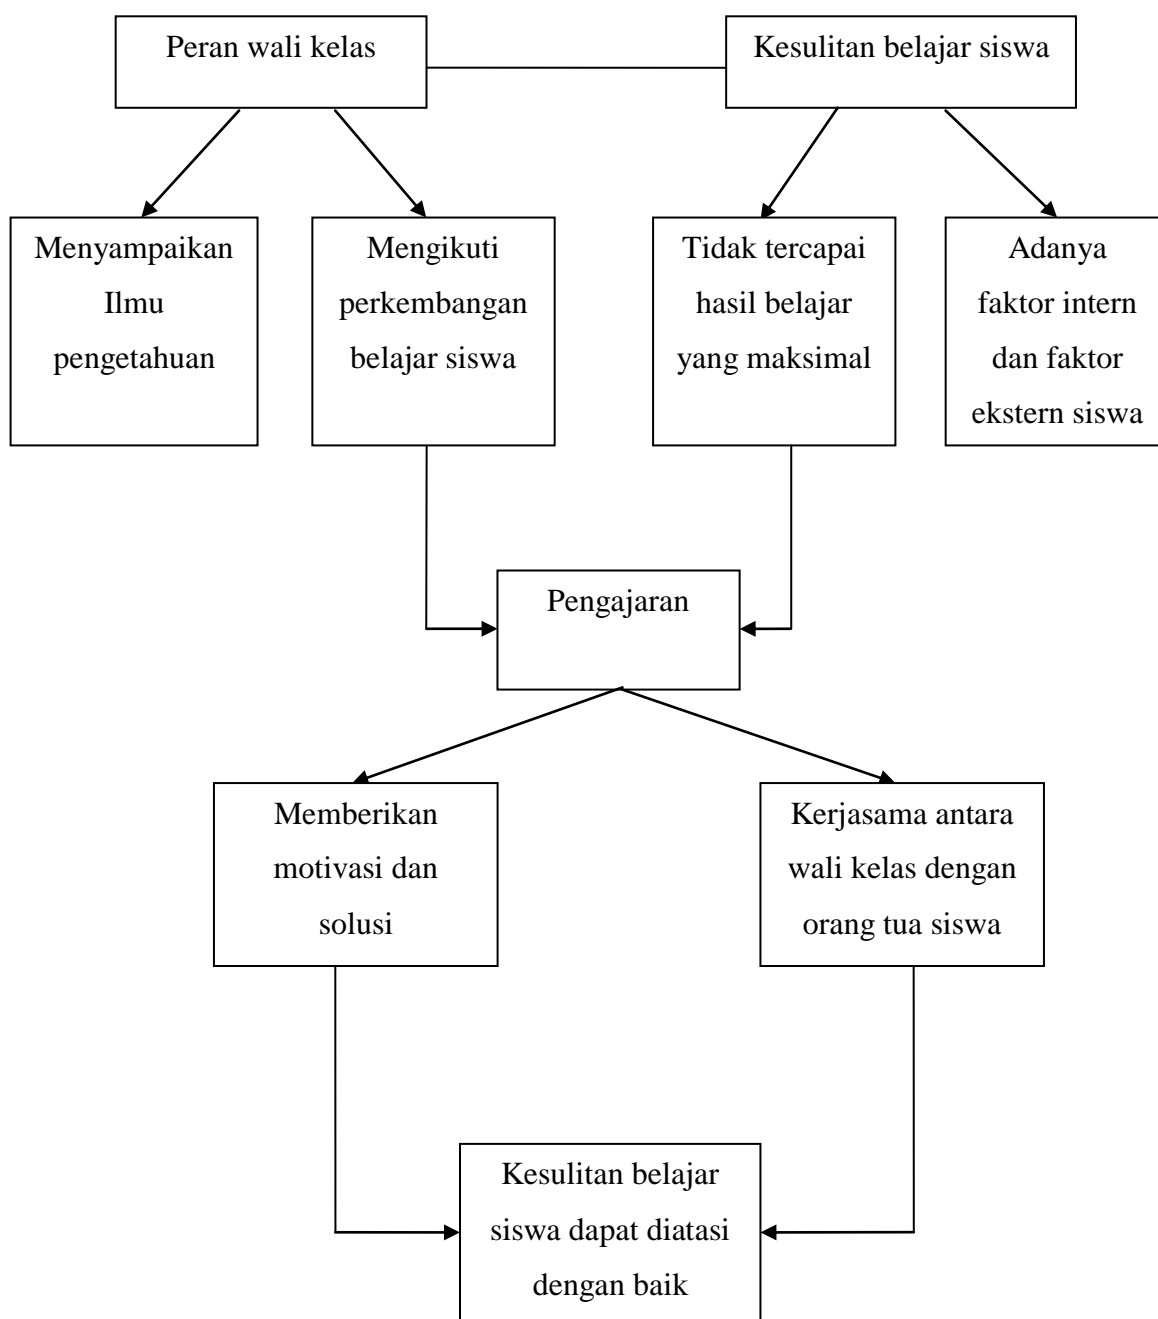 Peran wali kelas
Kesulitan belajar siswa
Menyampaikan
Ilmu
pengetahuan
Mengikuti
perkembangan
belajar siswa
Tidak tercapai
hasil belajar
yang maksimal
Adanya
faktor intern
dan faktor
ekstern siswa
Pengajaran
Memberikan
motivasi dan
solusi
Kerjasama antara
wali kelas dengan
orang tua siswa
Kesulitan belajar
siswa dapat diatasi
dengan baik